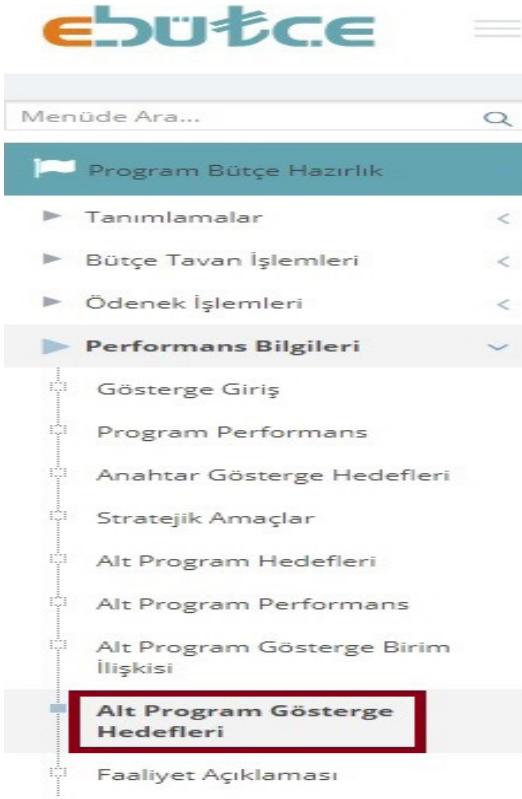 ebütçe
Menüde Ara...
Program Bütçe Hazırlık
Tanımlamalar
Bütçe Tavan İşlemleri
Ödenek İşlemleri
Performans Bilgileri
Gösterge Giriş
Program Performans
Anahtar Gösterge Hedefleri
Stratejik Amaçlar
Alt Program Hedefleri
Alt Program Performans
Alt Program Gösterge Birim
İlişkisi
Alt Program Gösterge
Hedefleri
Faaliyet Açıklaması